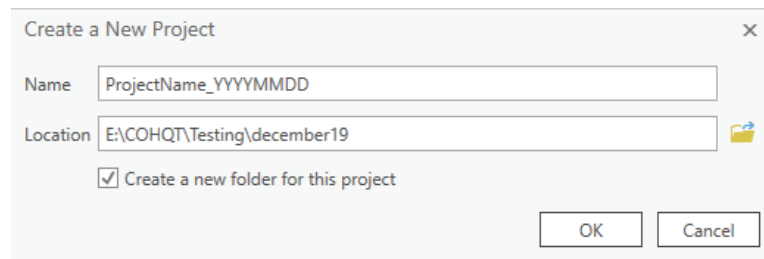 Create a New Project
Name ProjectName_YYYYMMDD
Location E:\COHQT\Testing\december19
Create a new folder for this project
OK Cancel